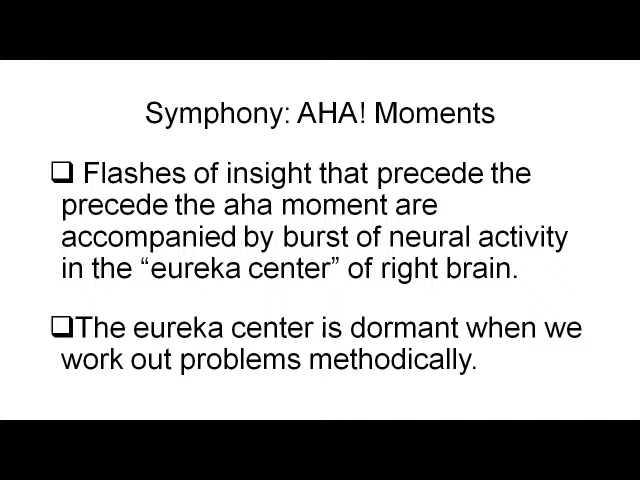 Symphony: AHA! Moments
❑ Flashes of insight that precede the
precede the aha moment are
accompanied by burst of neural activity
in the “eureka center” of right brain.
❑The eureka center is dormant when we
work out problems methodically.